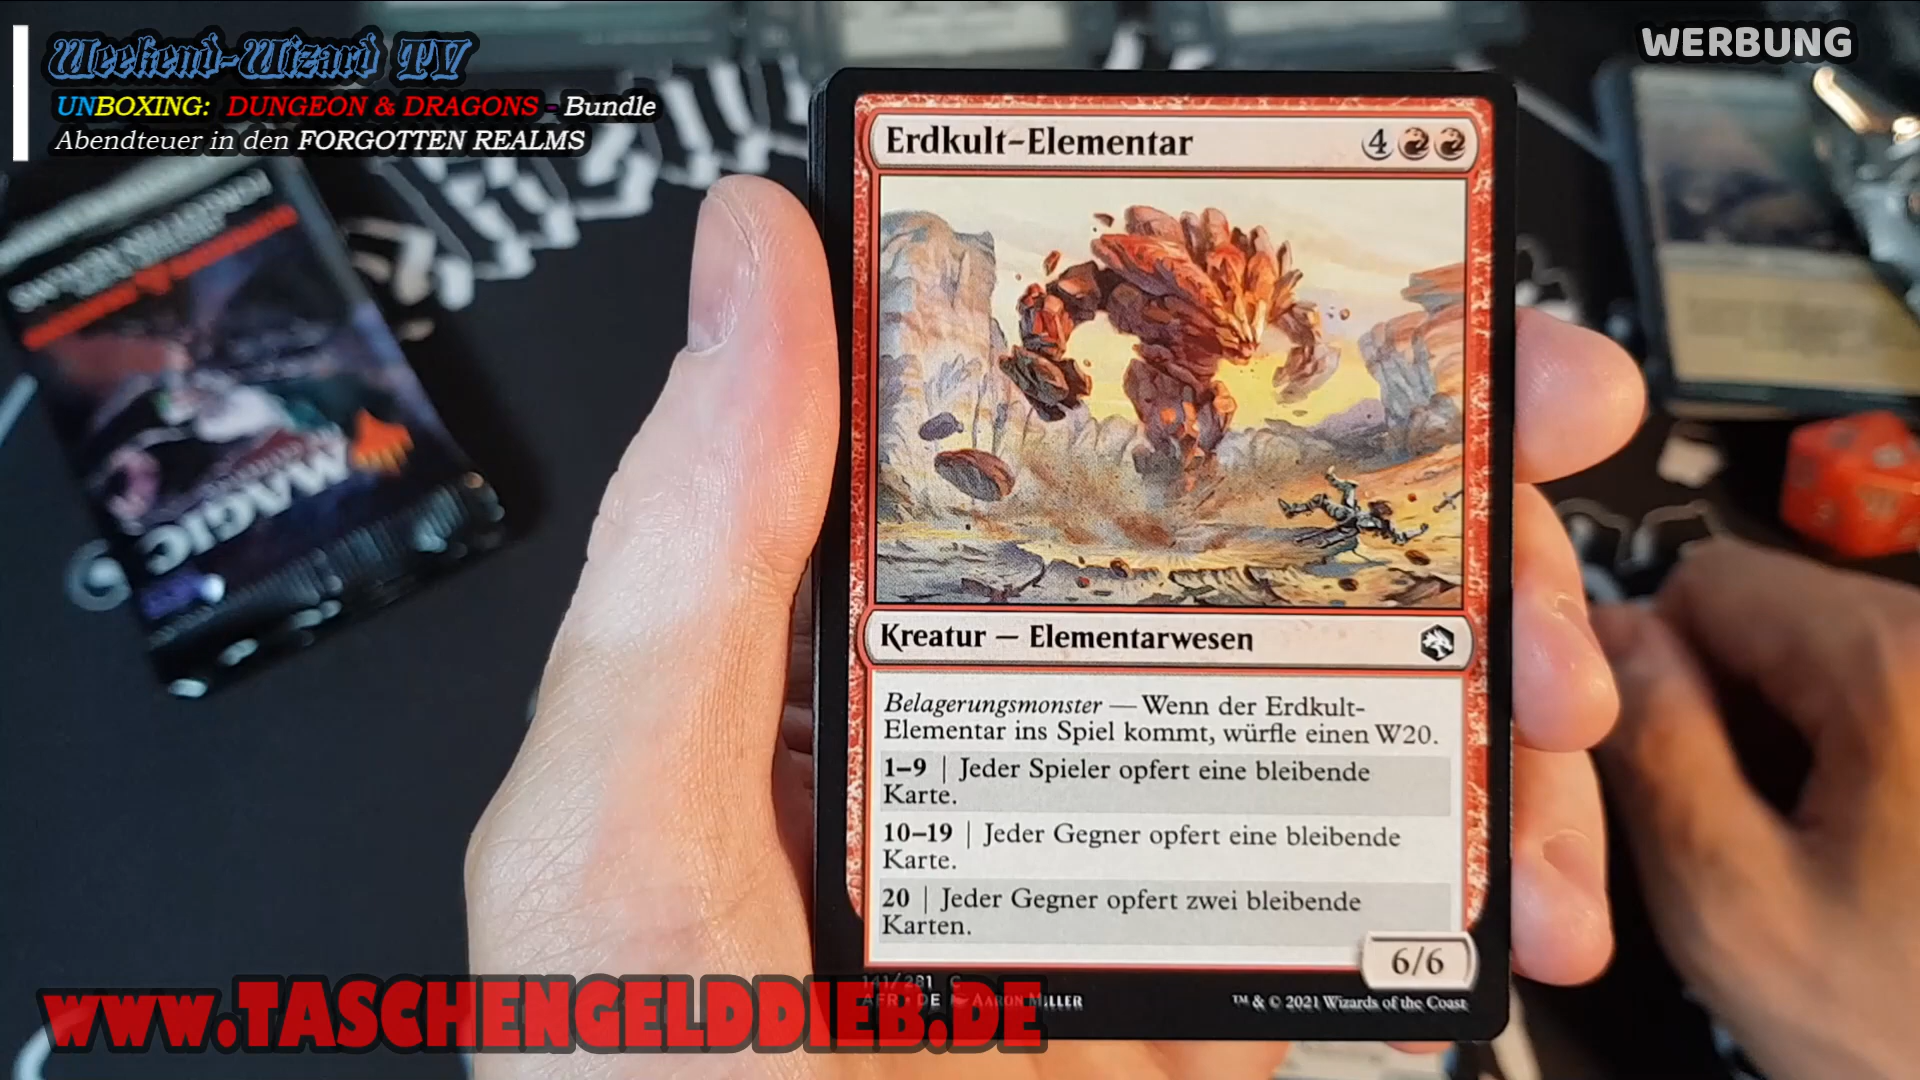 Weekend-Wizard TV
UNBOXING: DUNGEON & DRAGONS - Bundle
Abendteuer in den FORGOTTEN REALMS
WERBUNG
MAGIC
Erdkult-Elementar 4
Kreatur — Elementarwesen
Belagerungsmonster — Wenn der Erdkult-
Elementar ins Spiel kommt, würfle einen W20.
1–9 | Jeder Spieler opfert eine bleibende
Karte.
10–19 | Jeder Gegner opfert eine bleibende
Karte.
20 | Jeder Gegner opfert zwei bleibende
Karten.
6/6
141/281 C
AFR • DE AARON MILLER
™ & © 2021 Wizards of the Coast
www.TASCHENGELDDIEB.DE